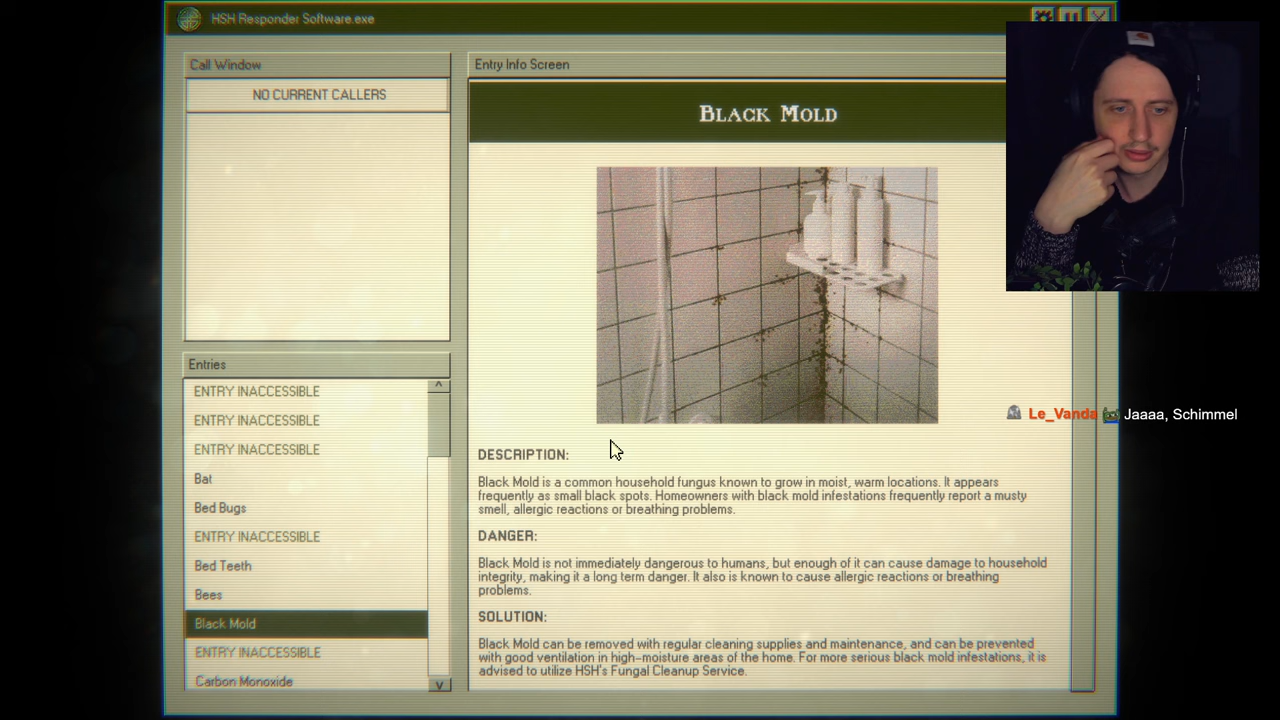 HSH Responder Software.exe
Call Window
NO CURRENT CALLERS
Entries
ENTRY INACCESSIBLE
ENTRY INACCESSIBLE
ENTRY INACCESSIBLE
Bat
Bed Bugs
ENTRY INACCESSIBLE
Bed Teeth
Bees
Black Mold
ENTRY INACCESSIBLE
Carbon Monoxide
Entry Info Screen
BLACK MOLD
DESCRIPTION:
Black Mold is a common household fungus known to grow in moist, warm locations. It appears
frequently as small black spots. Homeowners with black mold infestations frequently report a musty
smell, allergic reactions or breathing problems.
DANGER:
Black Mold is not immediately dangerous to humans, but enough of it can cause damage to household
integrity, making it a long term danger. It also is known to cause allergic reactions or breathing
problems.
SOLUTION:
Black Mold can be removed with regular cleaning supplies and maintenance, and can be prevented
with good ventilation in high-moisture areas of the home. For more serious black mold infestations, it is
advised to utilize HSH's Fungal Cleanup Service.
Le_Vanda Jaaaa, Schimmel